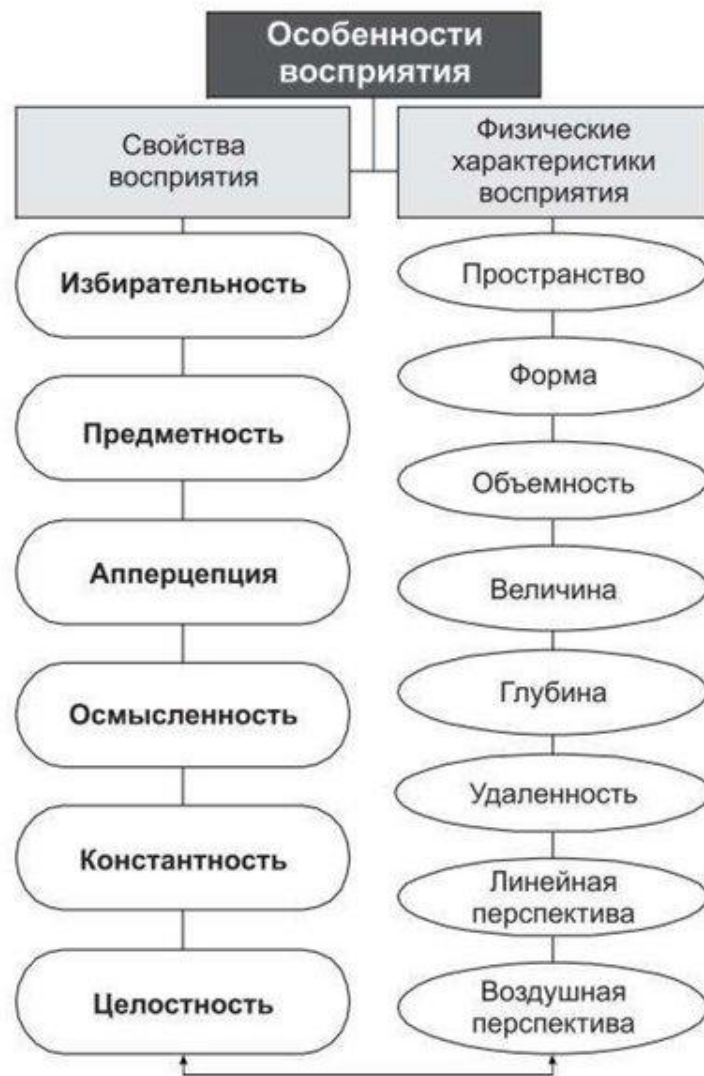 Особенности
восприятия
Свойства
восприятия
Избирательность
Предметность
Апперцепция
Осмысленность
Константность
Целостность
Физические
характеристики
восприятия
Пространство
Форма
Объемность
Величина
Глубина
Удаленность
Линейная
перспектива
Воздушная
перспектива